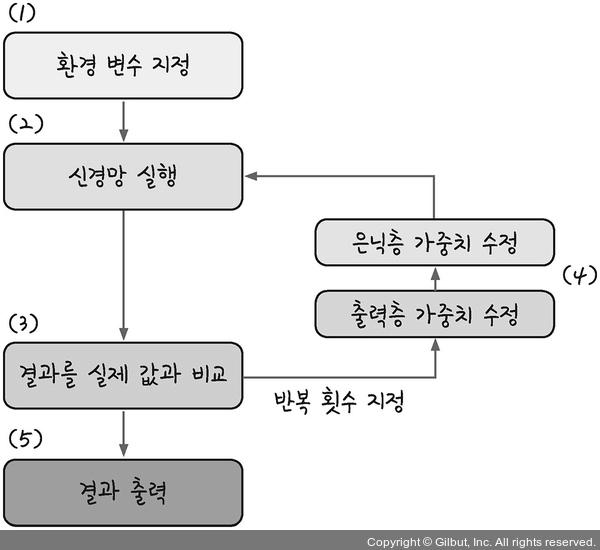 (1)
환경 변수 지정
(2)
신경망 실행
은닉층 가중치 수정
(4)
출력층 가중치 수정
(3)
결과를 실제 값과 비교
반복 횟수 지정
(5)
결과 출력
Copyright © Gilbut, Inc. All rights reserved.